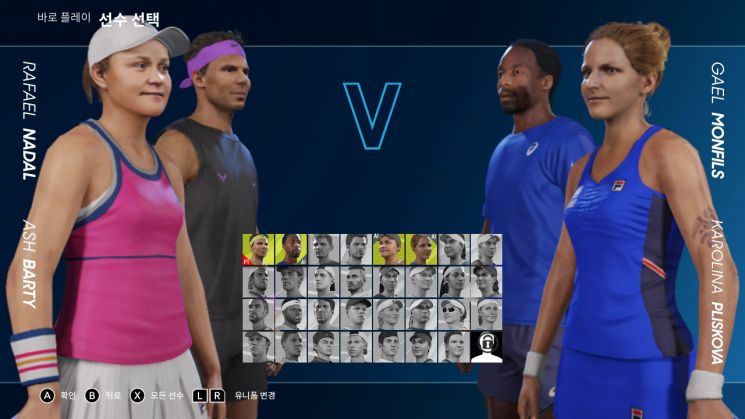 바로 플레이 선수 선택
RAFAEL NADAL
ASH BARTY
V
GAEL MONFILS
KAROLINA PLISKOVA
P1
A 확인 B 뒤로 X 모든 선수 L R 유니폼 변경